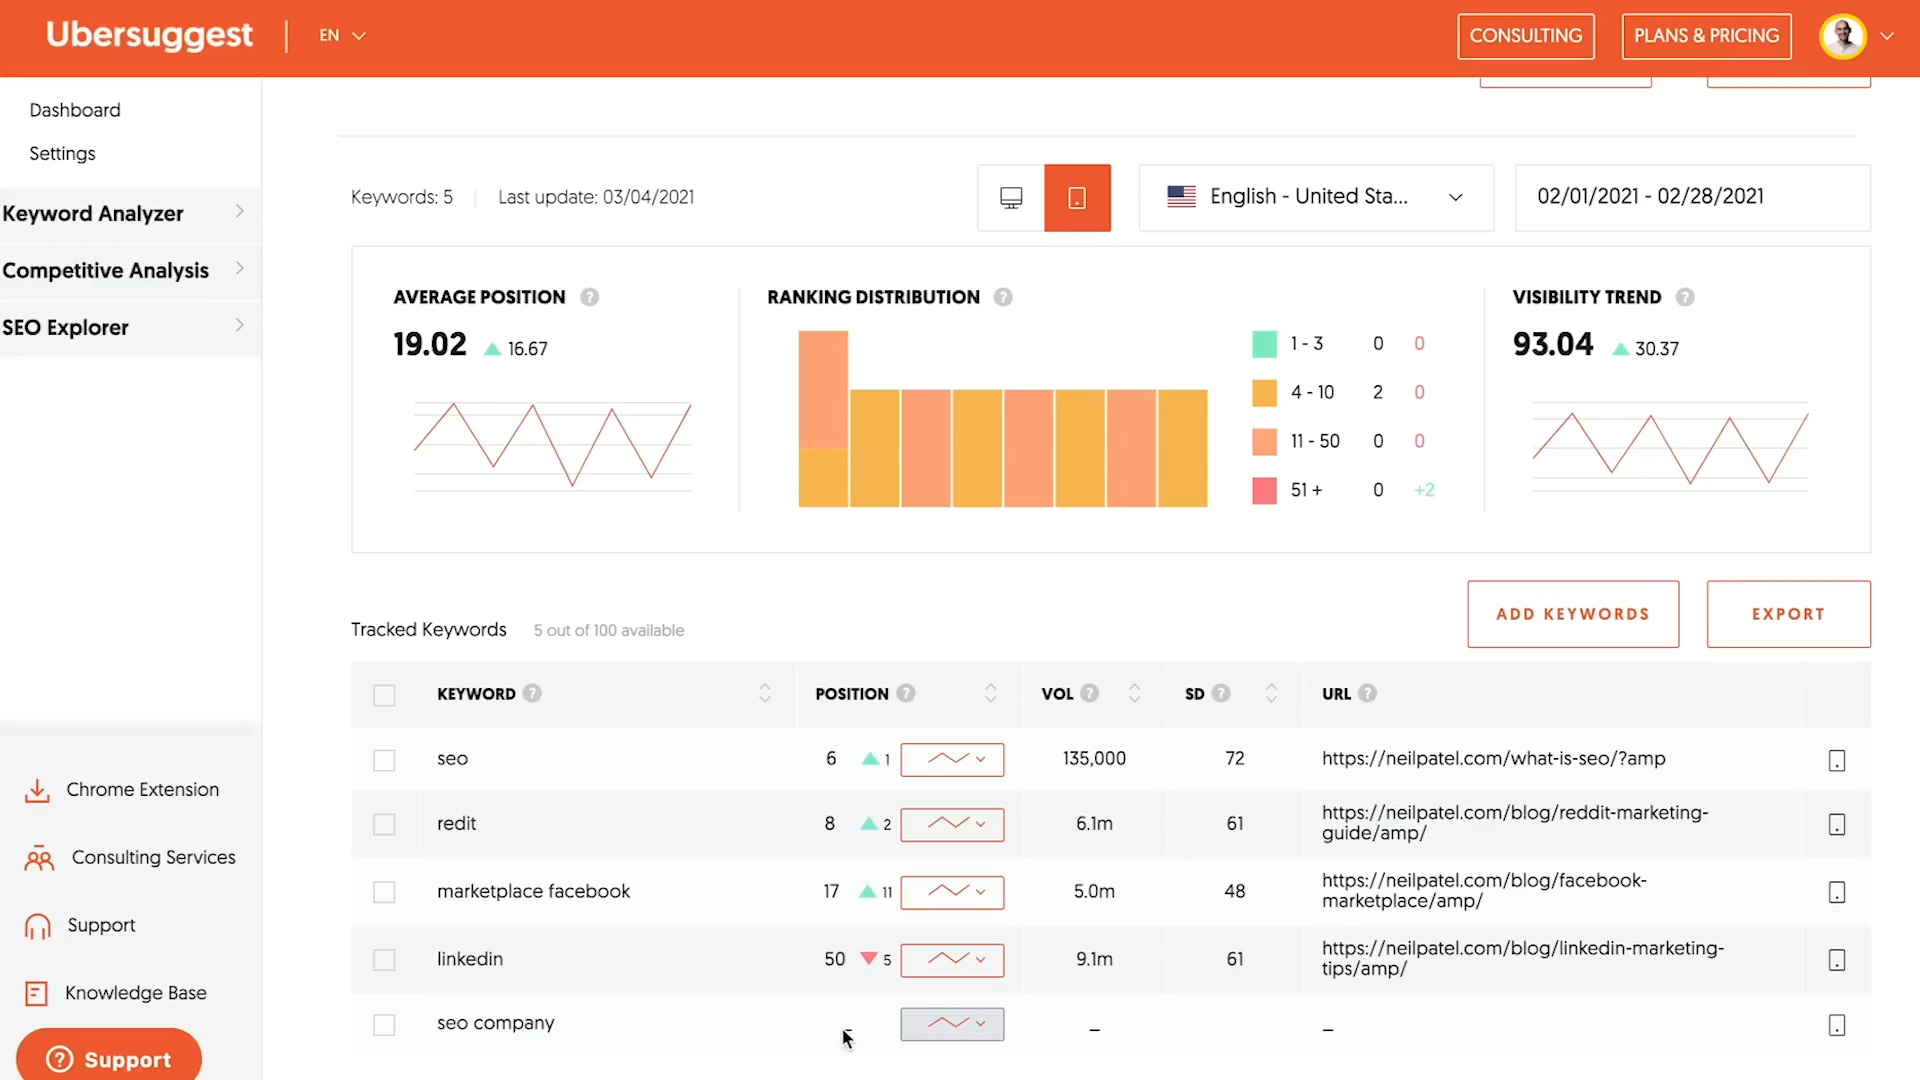 Ubersuggest
EN
CONSULTING
PLANS & PRICING
Dashboard
Settings
Keyword Analyzer
Competitive Analysis
SEO Explorer
Keywords: 5
Last update: 03/04/2021
English - United Sta...
02/01/2021 - 02/28/2021
AVERAGE POSITION ?
19.02 16.67
RANKING DISTRIBUTION ?
1 - 3 0 0
4 - 10 2 0
11 - 50 0 0
51 + 0 +2
VISIBILITY TREND ?
93.04 30.37
Tracked Keywords 5 out of 100 available
ADD KEYWORDS
EXPORT
KEYWORD ? POSITION ? VOL ? SD ? URL ?
seo 6 1 135,000 72 https://neilpatel.com/what-is-seo/?amp
redit 8 2 6.1m 61 https://neilpatel.com/blog/reddit-marketing-
guide/amp/
marketplace facebook 17 11 5.0m 48 https://neilpatel.com/blog/facebook-
marketplace/amp/
linkedin 50 5 9.1m 61 https://neilpatel.com/blog/linkedin-marketing-
tips/amp/
seo company – – –
Chrome Extension
Consulting Services
Support
Knowledge Base
? Support